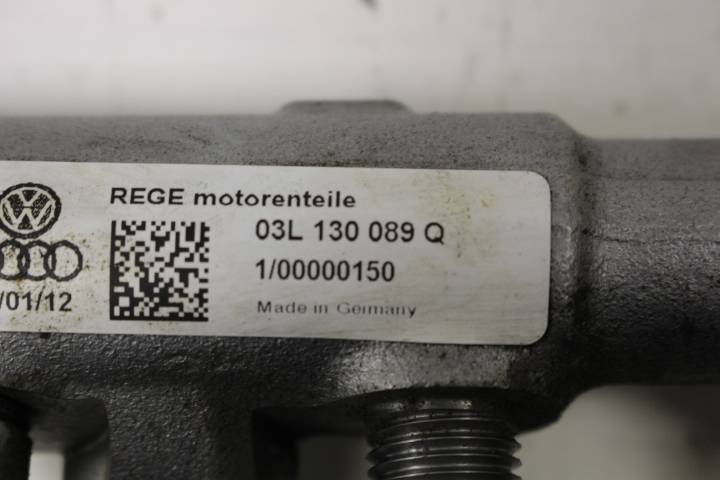 REGE motorenteile
03L 130 089 Q
1/00000150
/01/12
Made in Germany